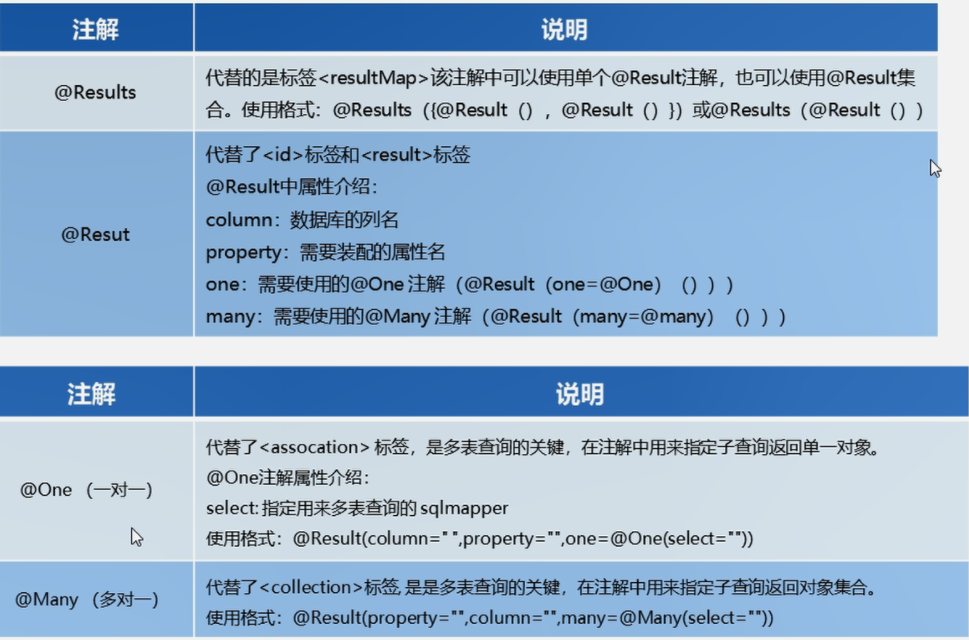 注解 说明
@Results
代替的是标签<resultMap>该注解中可以使用单个@Result注解，也可以使用@Result集
合。使用格式：@Results（{@Result（），@Result（）}）或@Results（@Result（））
@Resut
代替了<id>标签和<result>标签
@Result中属性介绍：
column：数据库的列名
property：需要装配的属性名
one：需要使用的@One 注解（@Result（one=@One）（）））
many：需要使用的@Many 注解（@Result（many=@many）（）））
注解 说明
@One （一对一）
代替了<assocation> 标签，是多表查询的关键，在注解中用来指定子查询返回单一对象。
@One注解属性介绍：
select: 指定用来多表查询的 sqlmapper
使用格式：@Result(column=" ",property="",one=@One(select=""))
@Many （多对一）
代替了<collection>标签,是是多表查询的关键，在注解中用来指定子查询返回对象集合。
使用格式：@Result(property="",column="",many=@Many(select=""))